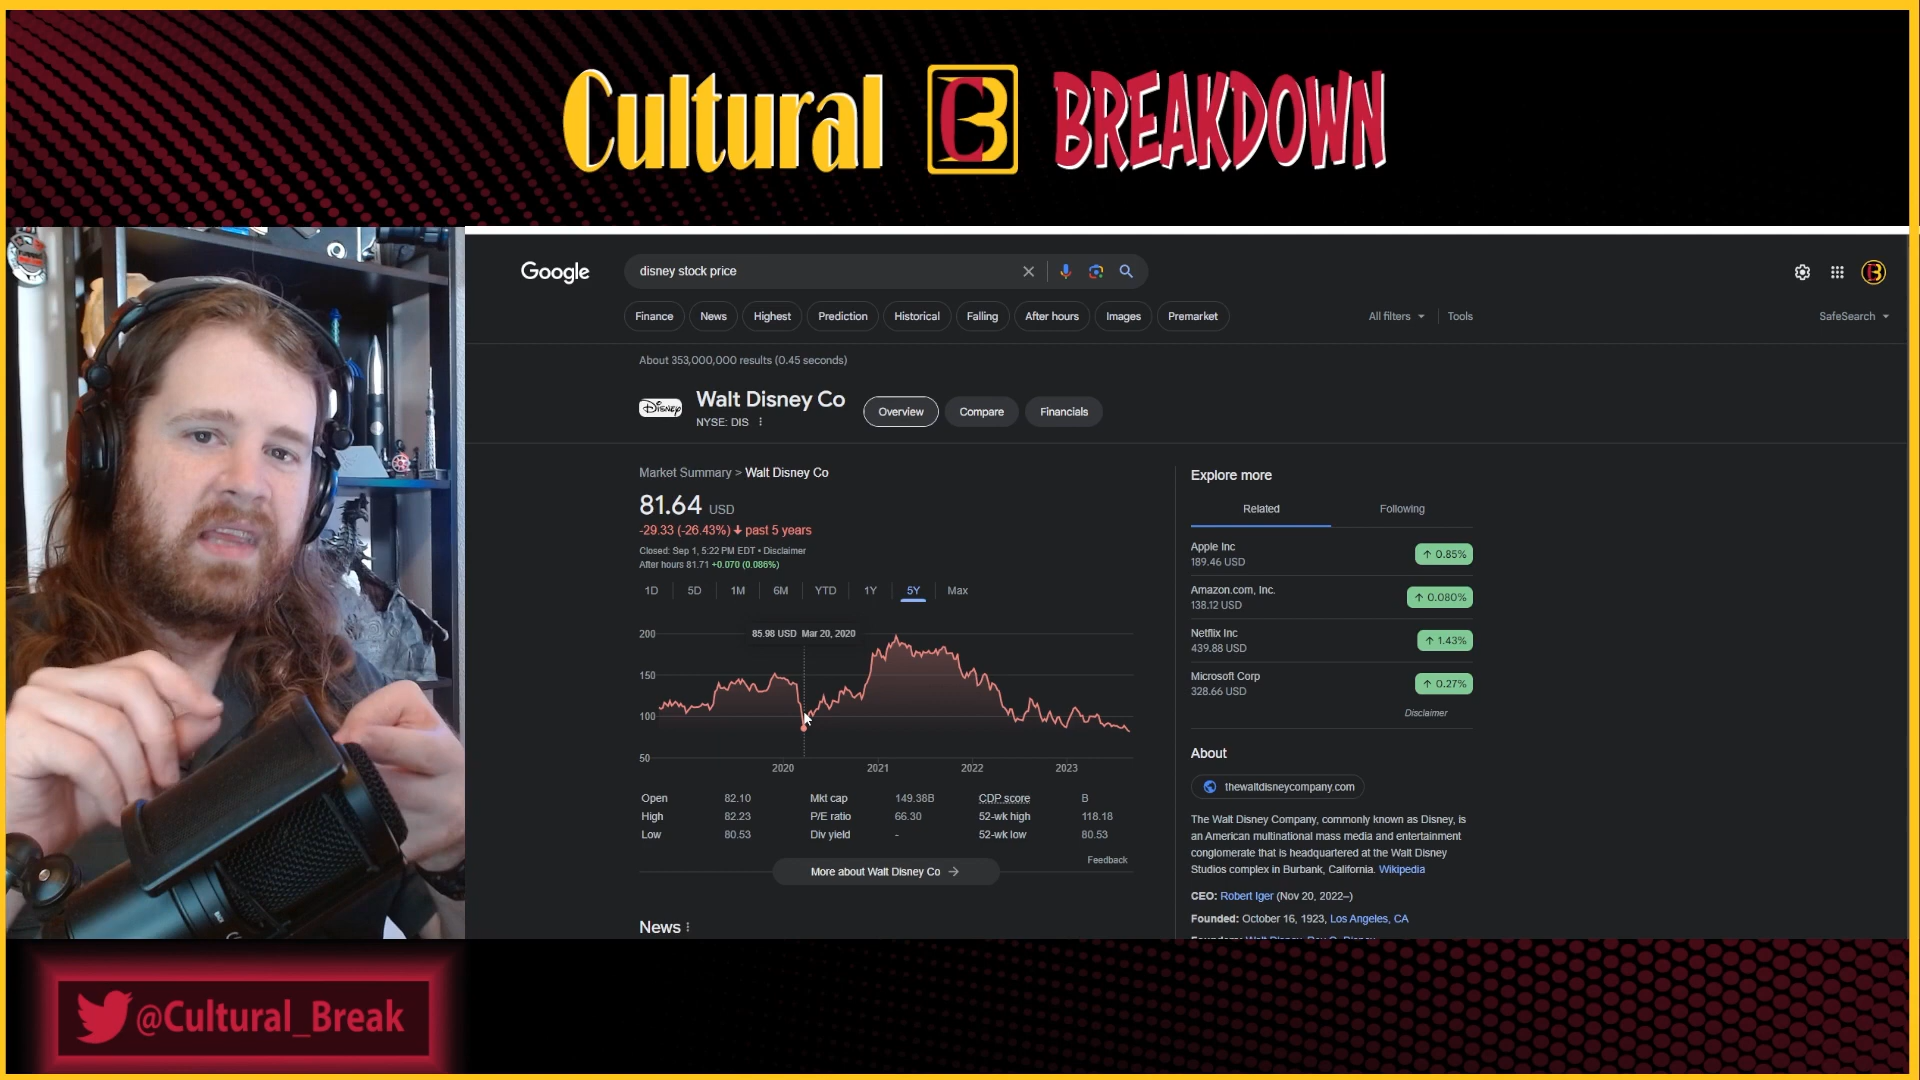 Cultural CB BREAKDOWN
Google
disney stock price
Finance News Highest Prediction Historical Falling After hours Images Premarket
All filters Tools
SafeSearch
About 353,000,000 results (0.45 seconds)
Disney
Walt Disney Co
NYSE: DIS
Overview Compare Financials
Market Summary > Walt Disney Co
81.64 USD
-29.33 (-26.43%) ↓ past 5 years
Closed: Sep 1, 5:22 PM EDT • Disclaimer
After hours 81.71 +0.070 (0.086%)
1D 5D 1M 6M YTD 1Y 5Y Max
85.98 USD Mar 20, 2020
200
150
100
50
2020 2021 2022 2023
Open 82.10 Mkt cap 149.38B CDP score B
High 82.23 P/E ratio 66.30 52-wk high 118.18
Low 80.53 Div yield - 52-wk low 80.53
Feedback
More about Walt Disney Co →
News
Explore more
Related Following
Apple Inc
189.46 USD
↑ 0.85%
Amazon.com, Inc.
138.12 USD
↑ 0.080%
Netflix Inc
439.88 USD
↑ 1.43%
Microsoft Corp
328.66 USD
↑ 0.27%
Disclaimer
About
thewaltdisneycompany.com
The Walt Disney Company, commonly known as Disney, is
an American multinational mass media and entertainment
conglomerate that is headquartered at the Walt Disney
Studios complex in Burbank, California. Wikipedia
CEO: Robert Iger (Nov 20, 2022–)
Founded: October 16, 1923, Los Angeles, CA
@Cultural_Break